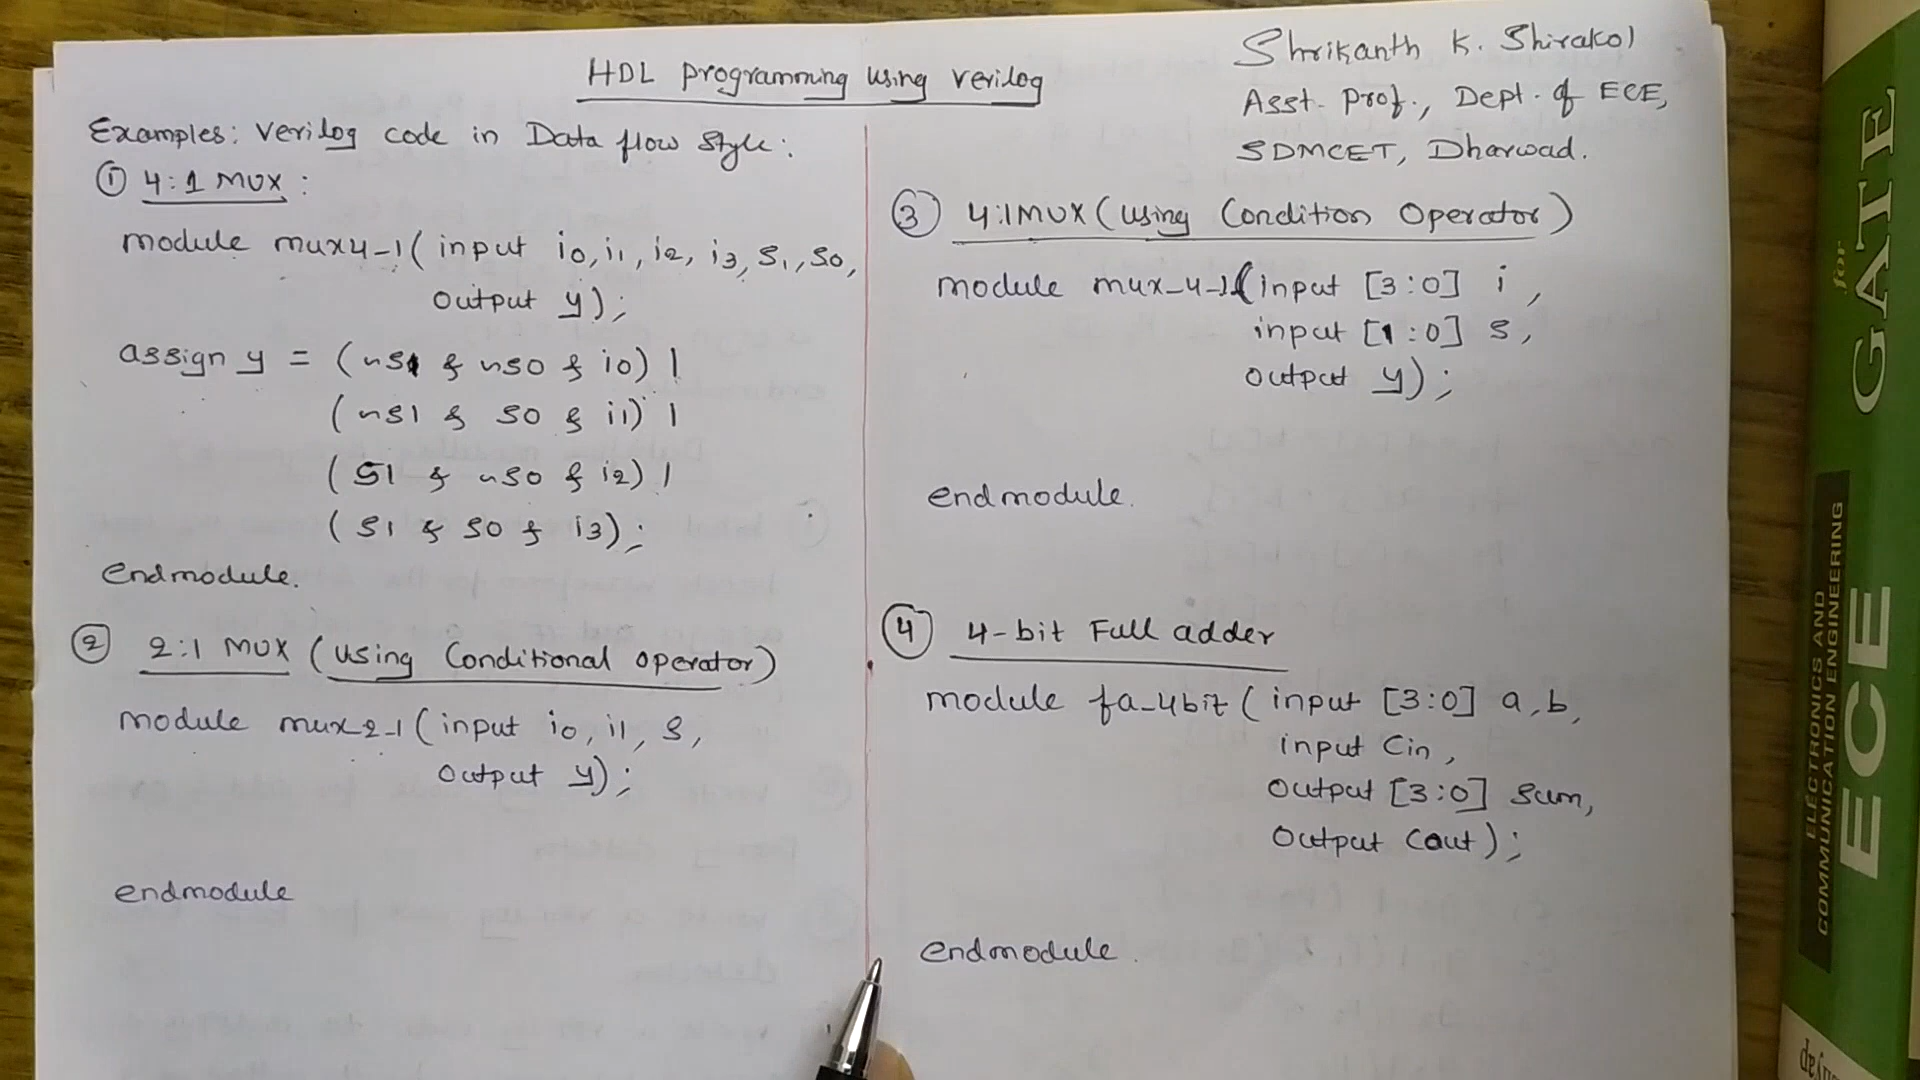 HDL programming using verilog
Shrikanth K. Shirakol
Asst. Prof., Dept. of ECE,
SDMCET, Dharwad.
Examples: Verilog code in Data flow Style:
① 4:1 MUX :
module mux4-1( input i0, i1, i2, i3, S1, S0,
output y);
assign y = (~S1 & ~S0 & i0) |
(~S1 & S0 & i1) |
(S1 & ~S0 & i2) |
(S1 & S0 & i3);
endmodule.
② 2:1 MUX (Using Conditional Operator)
module mux2-1( input i0, i1, S,
output y);
endmodule
③ 4:1 MUX (Using Condition Operator)
module mux_4_1(input [3:0] i,
input [1:0] S,
output y);
endmodule.
④ 4-bit Full adder
module fa_4bit( input [3:0] a, b,
input Cin,
output [3:0] Sum,
output Cout);
endmodule.
for
GATE
ELECTRONICS AND
COMMUNICATION ENGINEERING
ECE